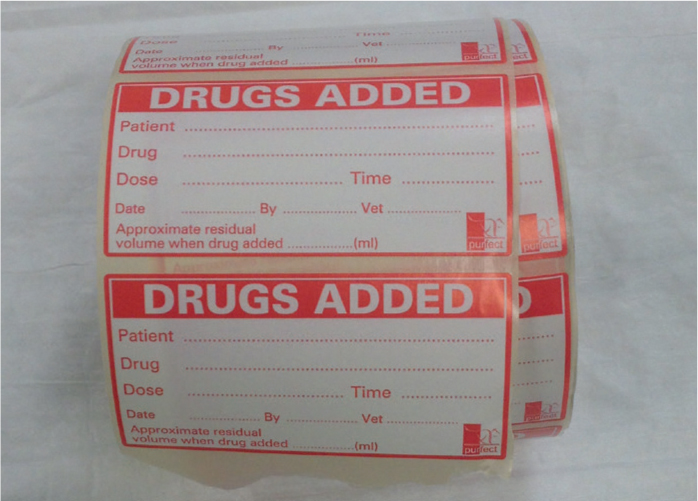 Dose .................... Time ..................
Date .................... By .................... Vet ....................
Approximate residual
volume when drug added ................(ml)
purfect
ect
DRUGS ADDED
Patient ................................................
Drug ................................................
Dose .................... Time ....................
Date .................... By .................... Vet ....................
Approximate residual
volume when drug added ................(ml)
purfect
purfect
DRUGS ADDED
D
Patient ................................................
Drug ................................................
Dose .................... Time ....................
Date .................... By .................... Vet ....................
Approximate residual
volume when drug added ................(ml)
purfect